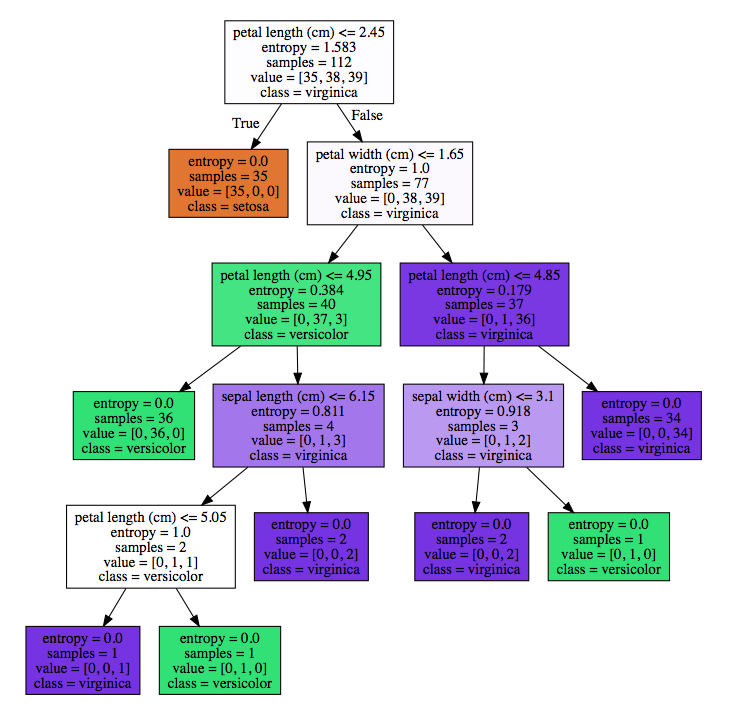 petal length (cm) <= 2.45
entropy = 1.583
samples = 112
value = [35, 38, 39]
class = virginica
True
False
entropy = 0.0
samples = 35
value = [35, 0, 0]
class = setosa
petal width (cm) <= 1.65
entropy = 1.0
samples = 77
value = [0, 38, 39]
class = virginica
petal length (cm) <= 4.95
entropy = 0.384
samples = 40
value = [0, 37, 3]
class = versicolor
petal length (cm) <= 4.85
entropy = 0.179
samples = 37
value = [0, 1, 36]
class = virginica
entropy = 0.0
samples = 36
value = [0, 36, 0]
class = versicolor
sepal length (cm) <= 6.15
entropy = 0.811
samples = 4
value = [0, 1, 3]
class = virginica
sepal width (cm) <= 3.1
entropy = 0.918
samples = 3
value = [0, 1, 2]
class = virginica
entropy = 0.0
samples = 34
value = [0, 0, 34]
class = virginica
petal length (cm) <= 5.05
entropy = 1.0
samples = 2
value = [0, 1, 1]
class = versicolor
entropy = 0.0
samples = 2
value = [0, 0, 2]
class = virginica
entropy = 0.0
samples = 2
value = [0, 0, 2]
class = virginica
entropy = 0.0
samples = 1
value = [0, 1, 0]
class = versicolor
entropy = 0.0
samples = 1
value = [0, 0, 1]
class = virginica
entropy = 0.0
samples = 1
value = [0, 1, 0]
class = versicolor